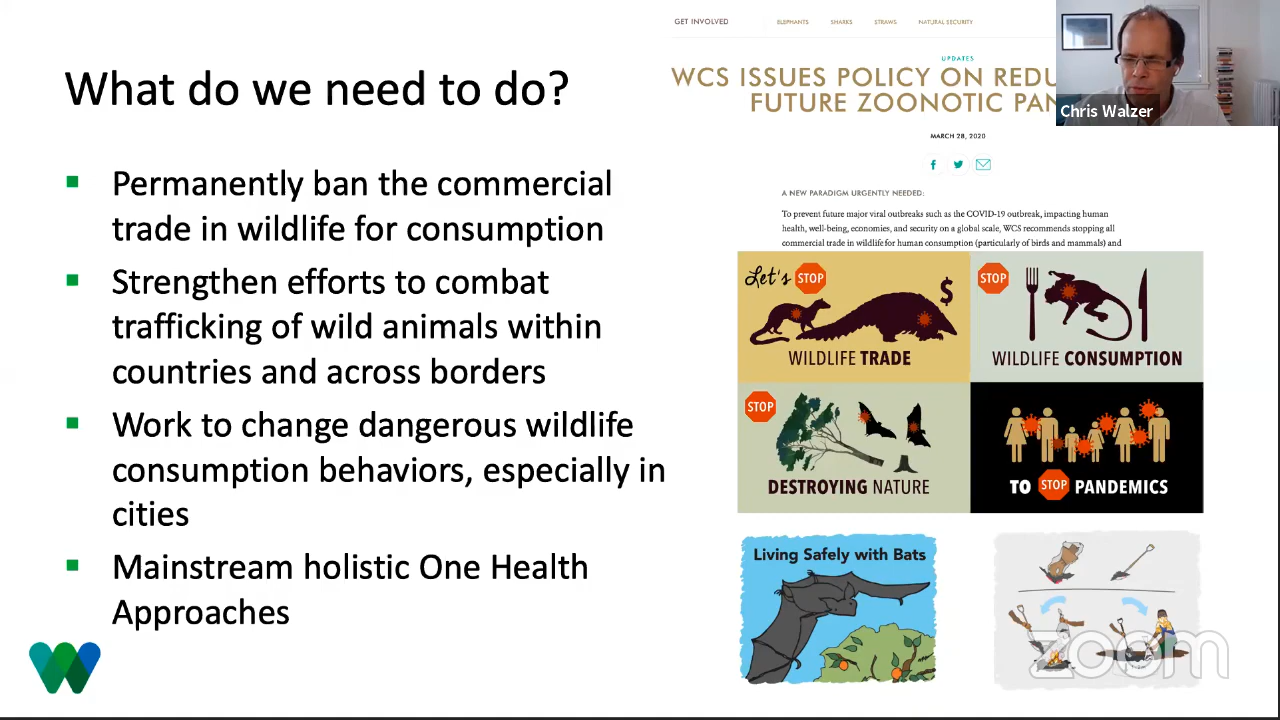 What do we need to do?
Permanently ban the commercial
trade in wildlife for consumption
Strengthen efforts to combat
trafficking of wild animals within
countries and across borders
Work to change dangerous wildlife
consumption behaviors, especially in
cities
Mainstream holistic One Health
Approaches
GET INVOLVED ELEPHANTS SHARKS STRAWS NATURAL SECURITY
UPDATES
WCS ISSUES POLICY ON REDU
FUTURE ZOONOTIC PAN
MARCH 28, 2020
A NEW PARADIGM URGENTLY NEEDED:
To prevent future major viral outbreaks such as the COVID-19 outbreak, impacting human
health, well-being, economies, and security on a global scale, WCS recommends stopping all
commercial trade in wildlife for human consumption (particularly of birds and mammals) and
Chris Walzer
Let's STOP
$
WILDLIFE TRADE
STOP
WILDLIFE CONSUMPTION
STOP
DESTROYING NATURE
TO STOP PANDEMICS
Living Safely with Bats
zoom